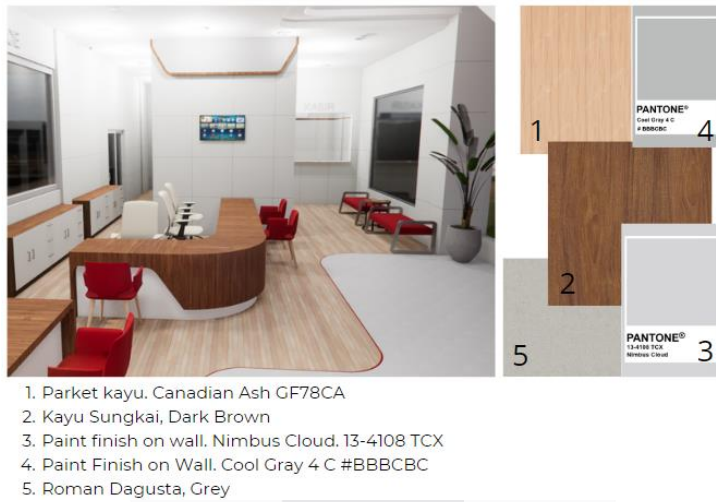 1
PANTONE®
Cool Gray 4 C
# BBBCBC
4
2
PANTONE®
13-4108 TCX
Nimbus Cloud
3
5
1. Parket kayu. Canadian Ash GF78CA
2. Kayu Sungkai, Dark Brown
3. Paint finish on wall. Nimbus Cloud. 13-4108 TCX
4. Paint Finish on Wall. Cool Gray 4 C #BBBCBC
5. Roman Dagusta, Grey